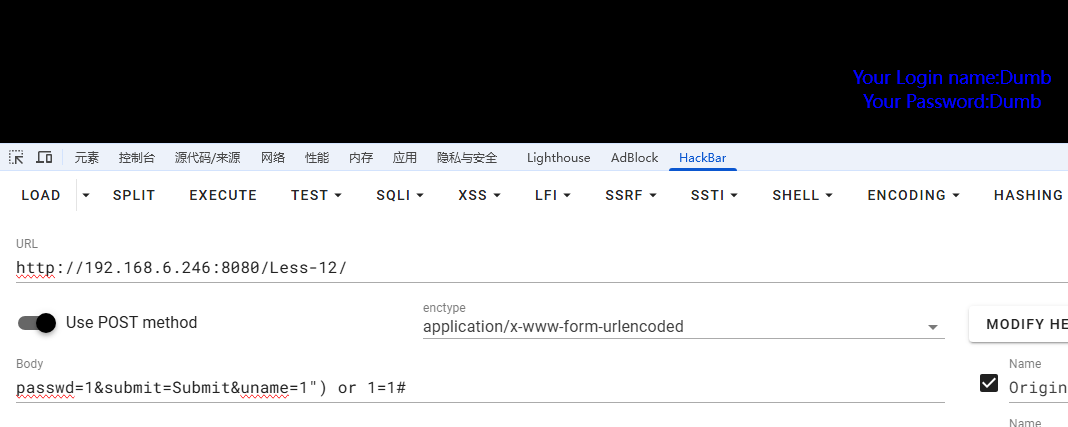 Your Login name:Dumb
Your Password:Dumb
元素 控制台 源代码/来源 网络 性能 内存 应用 隐私与安全 Lighthouse AdBlock HackBar
LOAD SPLIT EXECUTE TEST SQLI XSS LFI SSRF SSTI SHELL ENCODING HASHING
URL
http://192.168.6.246:8080/Less-12/
Use POST method
enctype
application/x-www-form-urlencoded
MODIFY HE
Body
passwd=1&submit=Submit&uname=1") or 1=1#
Name
Origin
Name